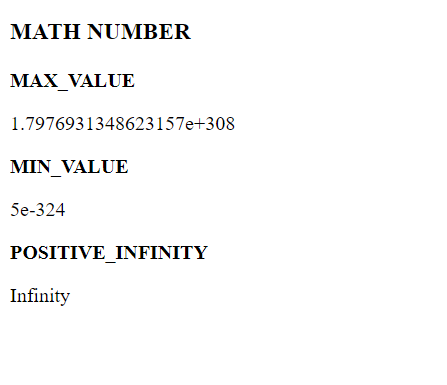 MATH NUMBER
MAX_VALUE
1.7976931348623157e+308
MIN_VALUE
5e-324
POSITIVE_INFINITY
Infinity